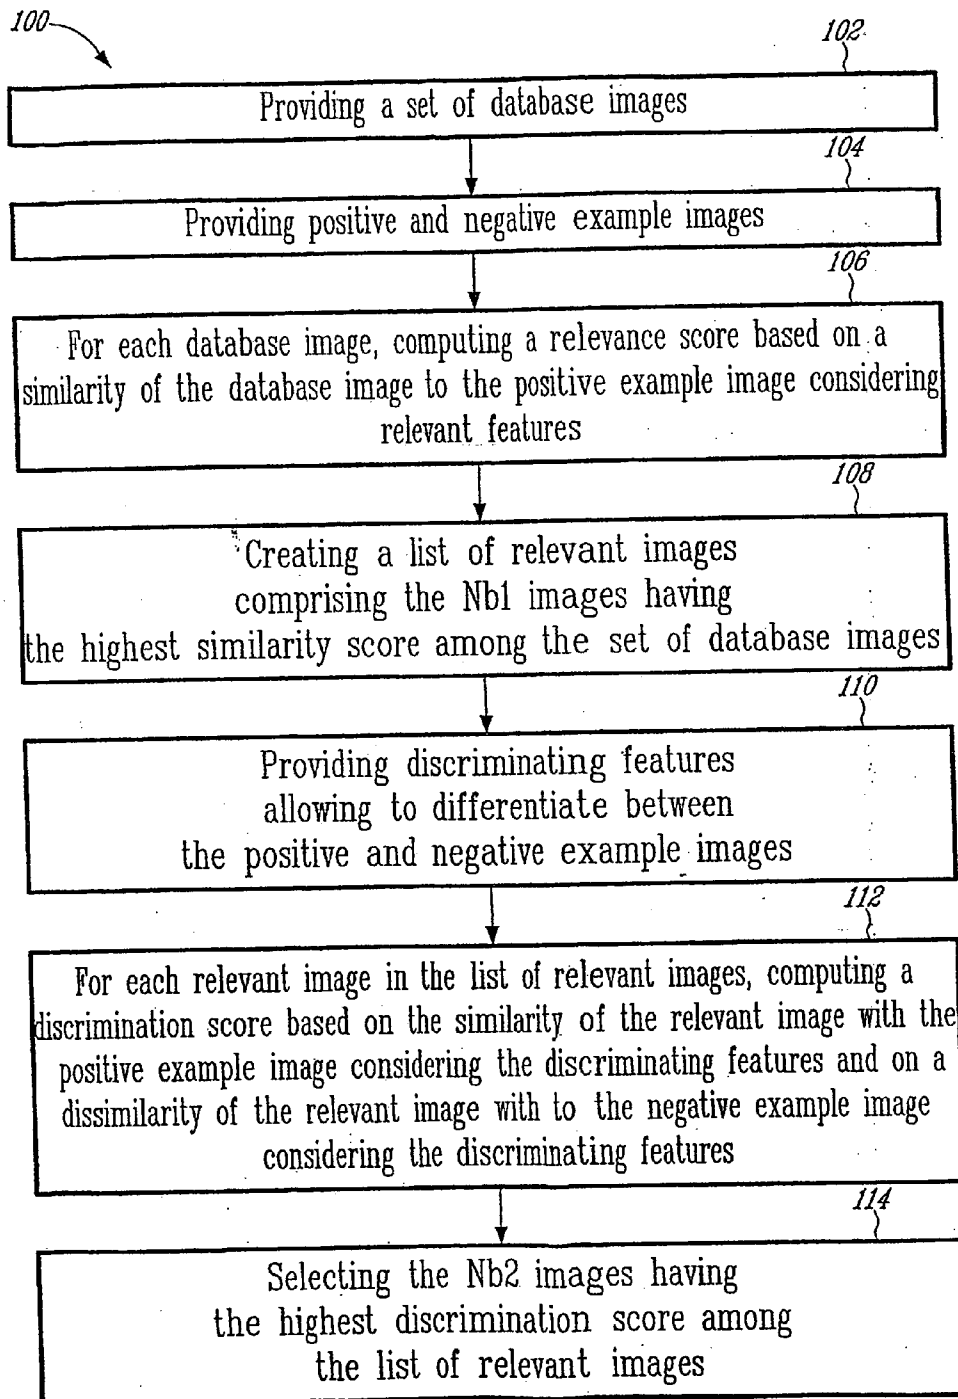 100
102
Providing a set of database images
104
Providing positive and negative example images
106
For each database image, computing a relevance score based on a
similarity of the database image to the positive example image considering
relevant features
108
Creating a list of relevant images
comprising the Nb1 images having
the highest similarity score among the set of database images
110
Providing discriminating features
allowing to differentiate between
the positive and negative example images
112
For each relevant image in the list of relevant images, computing a
discrimination score based on the similarity of the relevant image with the
positive example image considering the discriminating features and on a
dissimilarity of the relevant image with to the negative example image
considering the discriminating features
114
Selecting the Nb2 images having
the highest discrimination score among
the list of relevant images